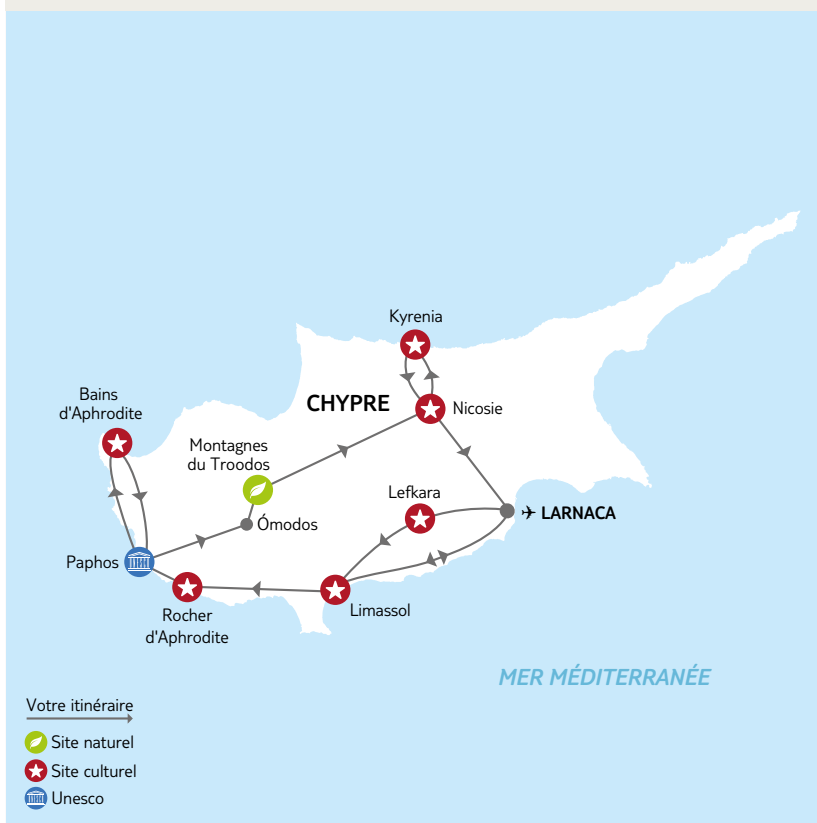 Kyrenia
CHYPRE
Nicosie
Bains
d'Aphrodite
Montagnes
du Troodos
Lefkara
LARNACA
Ómodos
Paphos
Rocher
d'Aphrodite
Limassol
MER MÉDITERRANÉE
Votre itinéraire
Site naturel
Site culturel
Unesco